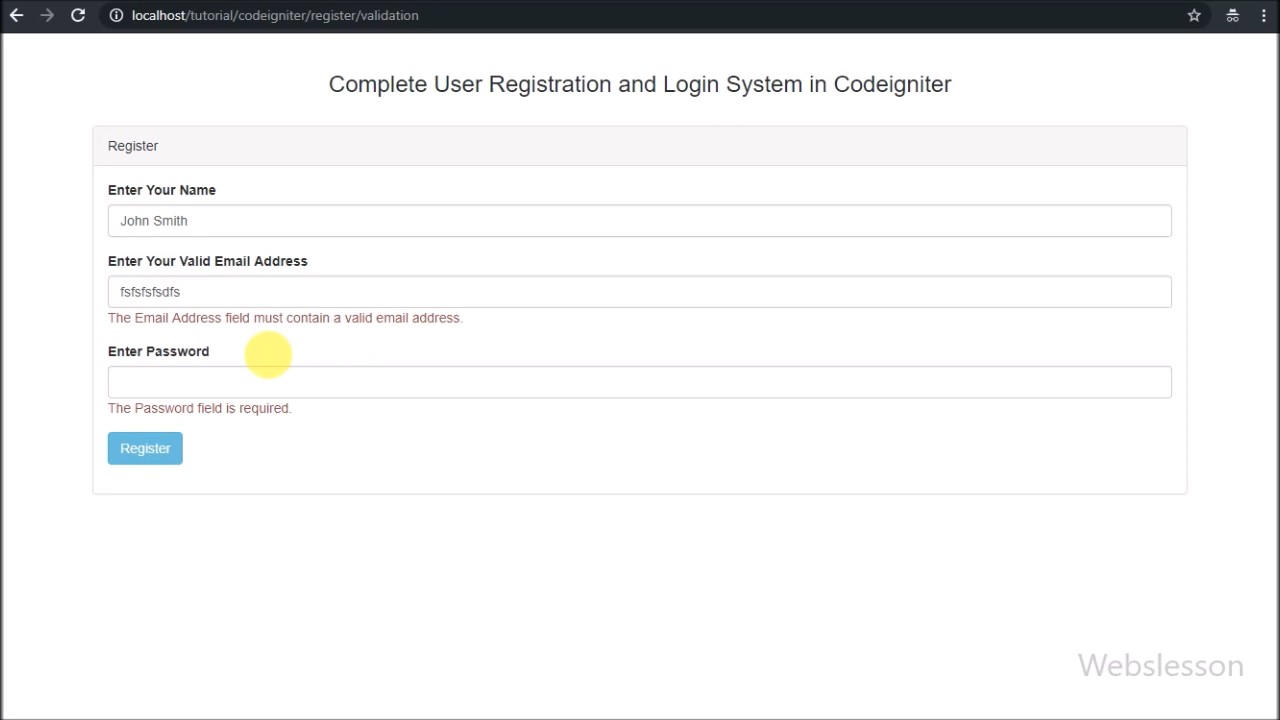 localhost/tutorial/codeigniter/register/validation
Complete User Registration and Login System in Codeigniter
Register
Enter Your Name
John Smith
Enter Your Valid Email Address
fsfsfsfsdfs
The Email Address field must contain a valid email address.
Enter Password
The Password field is required.
Register
Webslesson